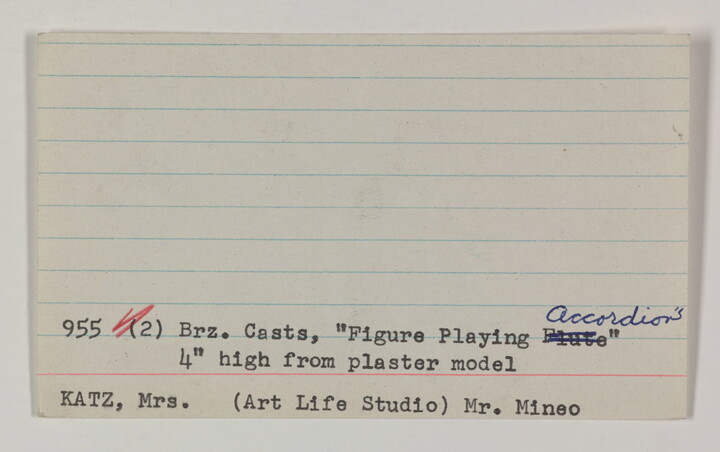 Accordion's
955 (2) Brz. Casts, "Figure Playing Flute"
4" high from plaster model
KATZ, Mrs. (Art Life Studio) Mr. Mineo